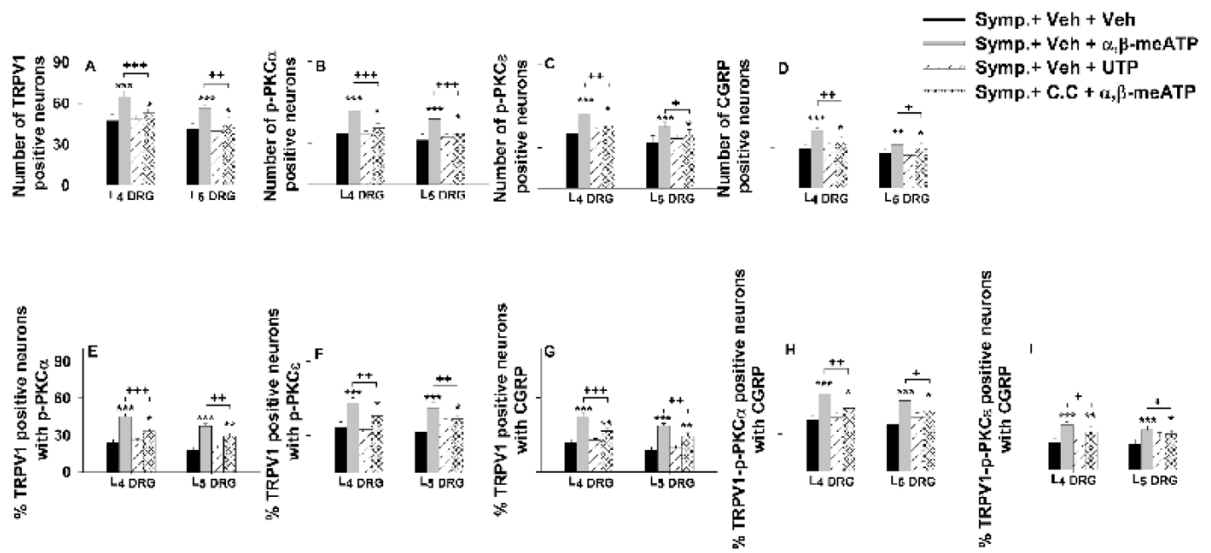 Symp.+ Veh + Veh
Symp.+ Veh + α,β-meATP
Symp.+ Veh + UTP
Symp.+ C.C + α,β-meATP
Number of TRPV1
positive neurons
90
60
30
0
A
***
+++
*
***
++
*
L4 DRG
L5 DRG
Number of p-PKCα
positive neurons
B
***
+++
*
***
+++
*
L4 DRG
L5 DRG
Number of p-PKCε
positive neurons
C
***
++
*
***
+
*
L4 DRG
L5 DRG
Number of CGRP
positive neurons
D
***
++
*
**
+
*
L4 DRG
L5 DRG
% TRPV1 positive neurons
with p-PKCα
90
60
30
0
E
***
+++
*
***
++
**
L4 DRG
L5 DRG
% TRPV1 positive neurons
with p-PKCε
F
***
++
*
***
++
*
L4 DRG
L5 DRG
% TRPV1 positive neurons
with CGRP
G
***
+++
**
***
++
**
L4 DRG
L5 DRG
% TRPV1-p-PKCα positive neurons
with CGRP
H
***
++
*
***
+
*
L4 DRG
L5 DRG
% TRPV1-p-PKCε positive neurons
with CGRP
I
***
+
**
***
+
*
L4 DRG
L5 DRG